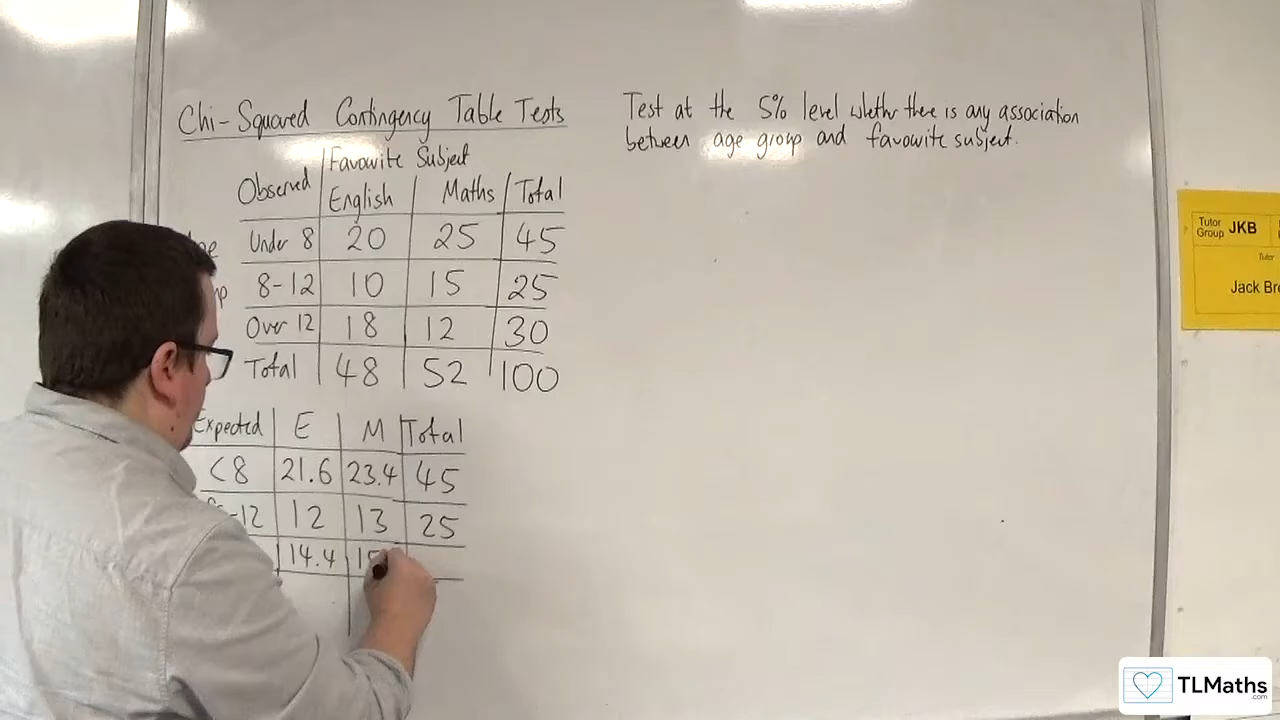 Chi-Squared Contingency Table Tests
Favourite Subject
Observed English Maths Total
Under 8 20 25 45
8-12 10 15 25
Over 12 18 12 30
Total 48 52 100
Expected E M Total
<8 21.6 23.4 45
-12 12 13 25
14.4
Test at the 5% level whether there is any association
between age group and favourite subject.
Tutor
Group JKB
Tutor
Jack
TLMaths
.com